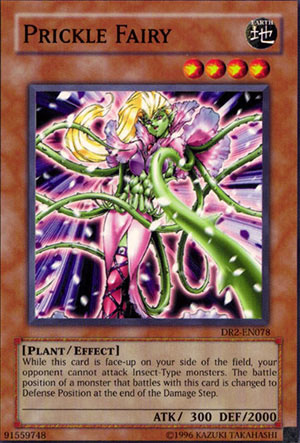 PRICKLE FAIRY
EARTH
地
DR2-EN078
[PLANT/EFFECT]
While this card is face-up on your side of the field, your
opponent cannot attack Insect-Type monsters. The battle
position of a monster that battles with this card is changed to
Defense Position at the end of the Damage Step.
ATK/ 300 DEF/2000
91559748
©1996 KAZUKI TAKAHASHI